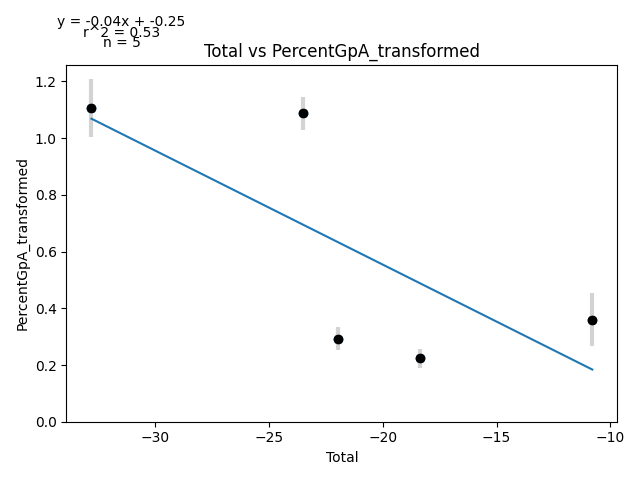 y = -0.04x + -0.25
r^2 = 0.53
n = 5
Total vs PercentGpA_transformed
PercentGpA_transformed
1.2
1.0
0.8
0.6
0.4
0.2
0.0
−30
−25
−20
−15
−10
Total